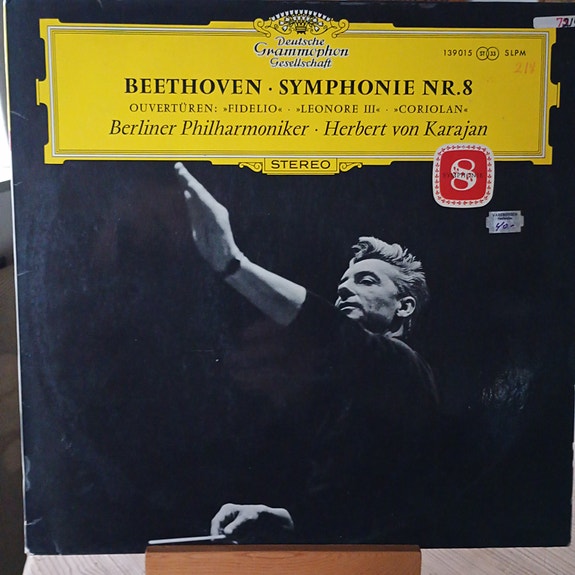 Deutsche
Grammophon
Gesellschaft
139015 ST 33 SLPM
BEETHOVEN · SYMPHONIE NR.8
OUVERTÜREN: »FIDELIO« · »LEONORE III« · »CORIOLAN«
Berliner Philharmoniker · Herbert von Karajan
STEREO
8